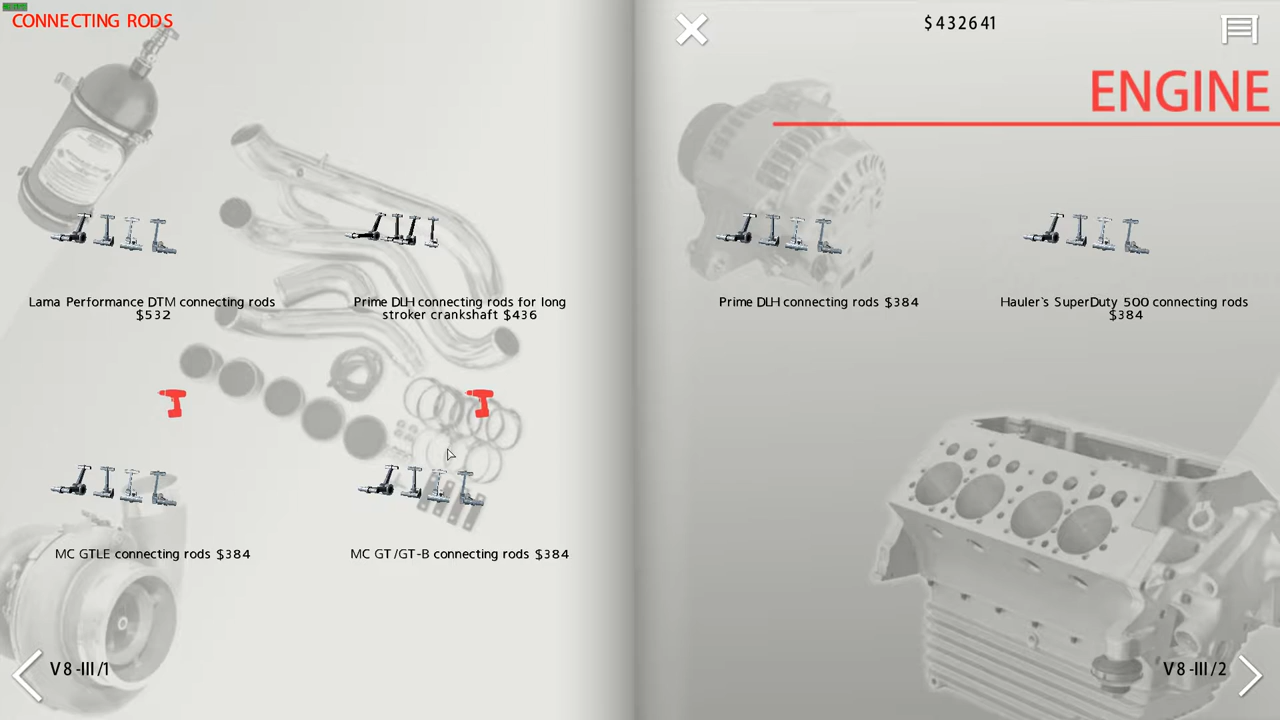 CONNECTING RODS
$432641
ENGINE
Lama Performance DTM connecting rods
$532
Prime DLH connecting rods for long
stroker crankshaft $436
Prime DLH connecting rods $384
Hauler's SuperDuty 500 connecting rods
$384
MC GTLE connecting rods $384
MC GT/GT-B connecting rods $384
V8-III/1
V8-III/2